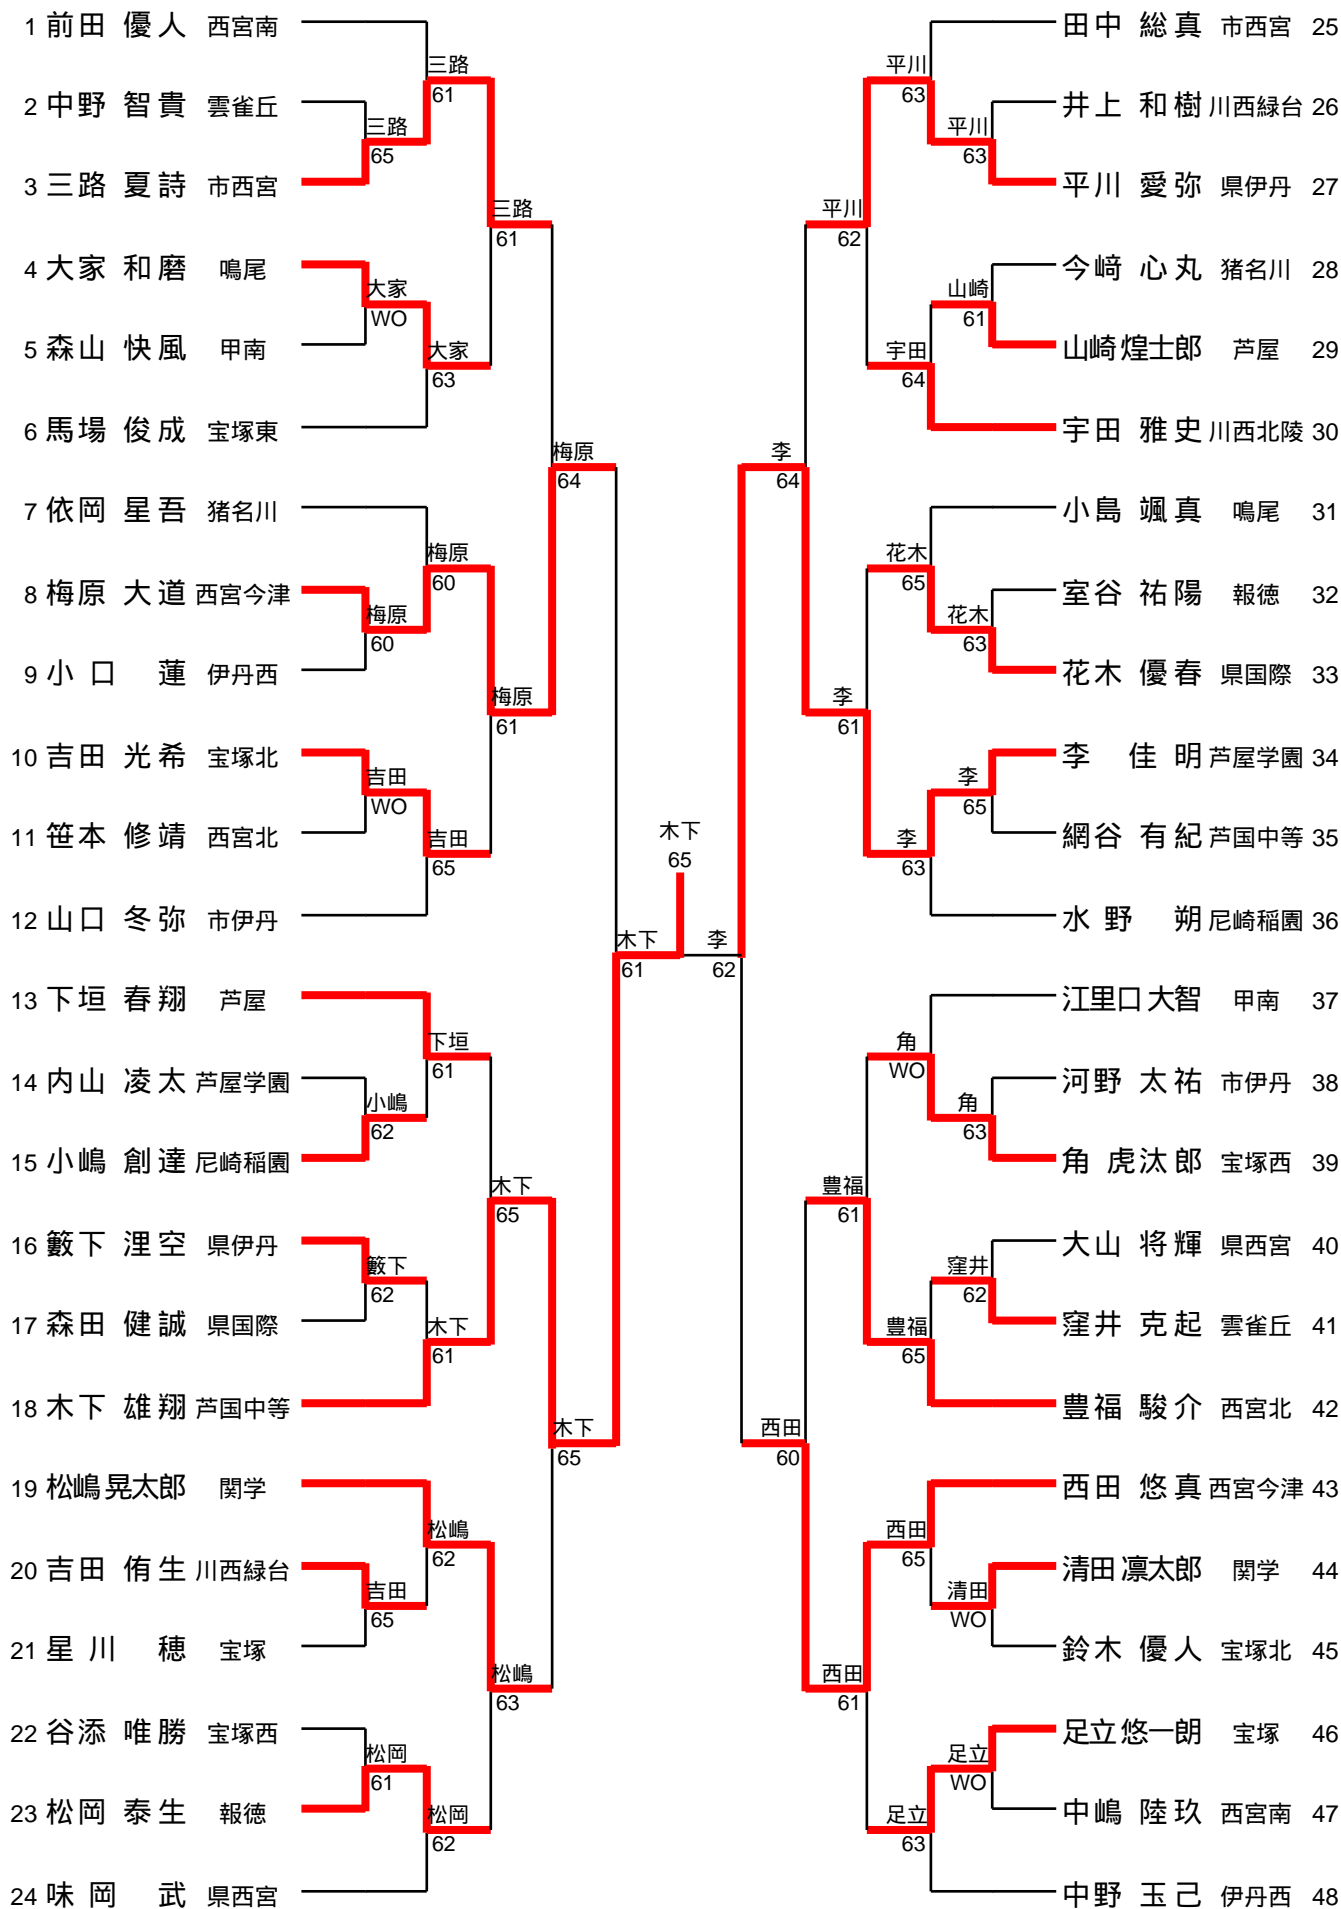 1 前田 優人 西宮南
2 中野 智貴 雲雀丘
3 三路 夏詩 市西宮
4 大家 和磨 鳴尾
5 森山 快風 甲南
6 馬場 俊成 宝塚東
7 依岡 星吾 猪名川
8 梅原 大道 西宮今津
9 小口 蓮 伊丹西
10 吉田 光希 宝塚北
11 笹本 修靖 西宮北
12 山口 冬弥 市伊丹
13 下垣 春翔 芦屋
14 内山 凌太 芦屋学園
15 小嶋 創達 尼崎稲園
16 籔下 浬空 県伊丹
17 森田 健誠 県国際
18 木下 雄翔 芦国中等
19 松嶋晃太郎 関学
20 吉田 侑生 川西緑台
21 星川 穂 宝塚
22 谷添 唯勝 宝塚西
23 松岡 泰生 報徳
24 味岡 武 県西宮
三路
65
大家
WO
梅原
60
吉田
WO
小嶋
62
籔下
62
吉田
65
松岡
61
三路
61
大家
63
梅原
60
吉田
65
下垣
61
木下
61
松嶋
62
松岡
62
三路
61
梅原
61
木下
65
松嶋
63
梅原
64
木下
65
木下
61
木下
65
李
62
李
64
西田
60
平川
62
李
61
豊福
61
西田
61
平川
63
宇田
64
花木
65
李
63
角
WO
豊福
65
西田
65
足立
63
平川
63
山崎
61
花木
63
李
65
角
63
窪井
62
清田
WO
足立
WO
田中 総真 市西宮 25
井上 和樹 川西緑台 26
平川 愛弥 県伊丹 27
今﨑 心丸 猪名川 28
山崎煌士郎 芦屋 29
宇田 雅史 川西北陵 30
小島 颯真 鳴尾 31
室谷 祐陽 報徳 32
花木 優春 県国際 33
李 佳明 芦屋学園 34
網谷 有紀 芦国中等 35
水野 朔 尼崎稲園 36
江里口大智 甲南 37
河野 太祐 市伊丹 38
角 虎汰郎 宝塚西 39
大山 将輝 県西宮 40
窪井 克起 雲雀丘 41
豊福 駿介 西宮北 42
西田 悠真 西宮今津 43
清田凛太郎 関学 44
鈴木 優人 宝塚北 45
足立悠一朗 宝塚 46
中嶋 陸玖 西宮南 47
中野 玉己 伊丹西 48